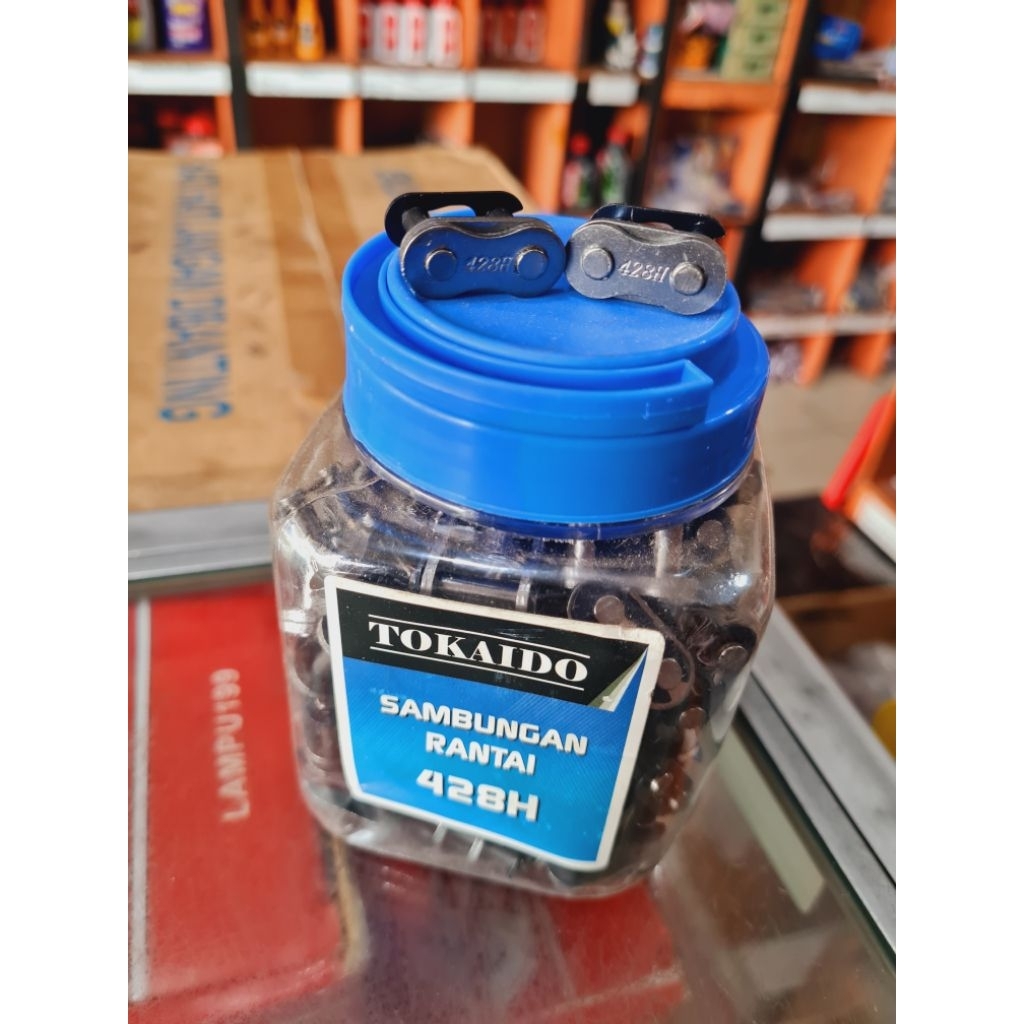 428H
428H
TOKAIDO
SAMBUNGAN
RANTAI
428H
LAMPU199